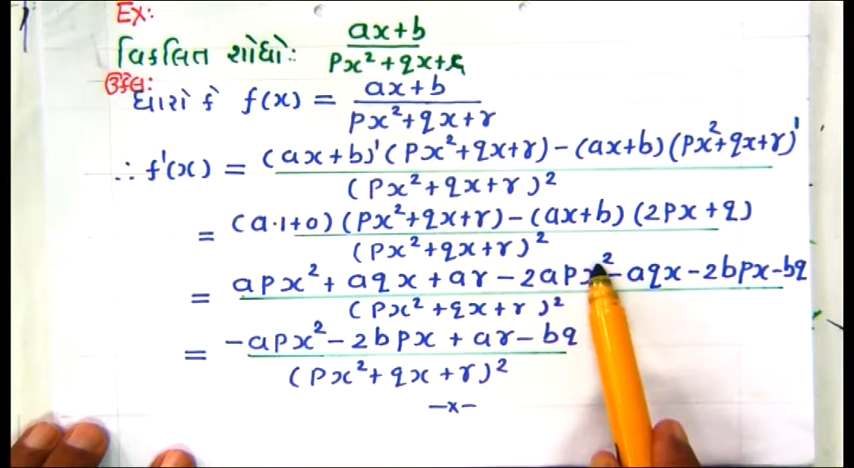 Ex:
વિકલિત શોધો: (ax+b)/(px²+qx+r)
ઉકેલ:
ધારો કે f(x) = (ax+b)/(px²+qx+r)
∴ f'(x) = ((ax+b)'(px²+qx+r)-(ax+b)(px²+qx+r)')/(px²+qx+r)²
= ((a·1+0)(px²+qx+r)-(ax+b)(2px+q))/(px²+qx+r)²
= (apx²+aqx+ar-2apx²-aqx-2bpx-bq)/(px²+qx+r)²
= (-apx²-2bpx+ar-bq)/(px²+qx+r)²
-x-